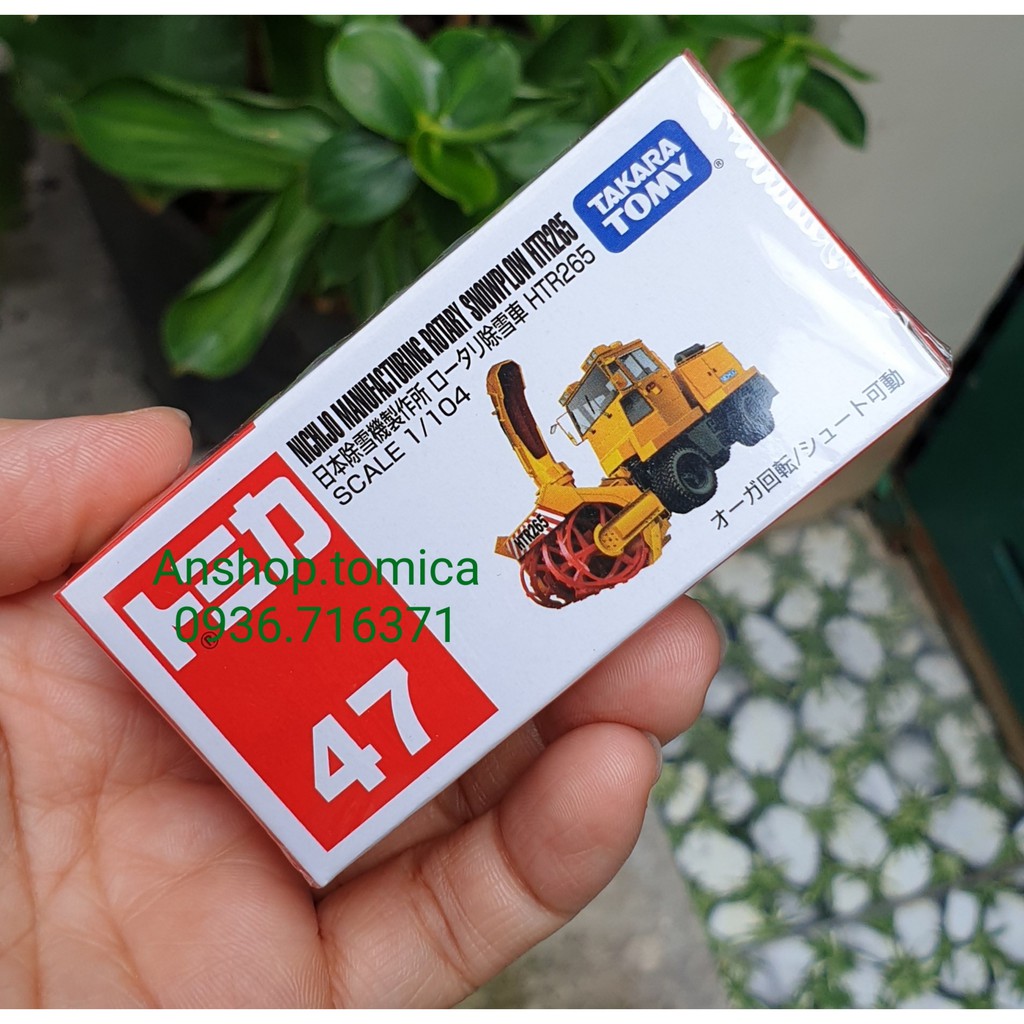 TAKARA
TOMY
®
NICHIJO MANUFACTURING ROTARY SNOWPLOW HTR265
日本除雪機製作所 ロータリ除雪車 HTR265
SCALE 1/104
HTR265
オーガ回転/シュート可動
トミカ
®
Anshop.tomica
0936.716371
47